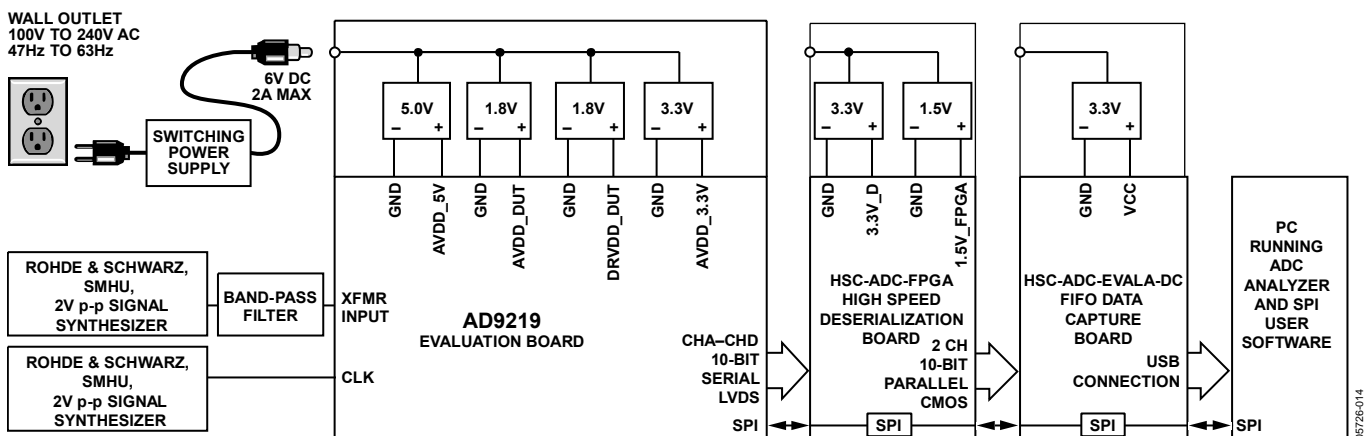 WALL OUTLET
100V TO 240V AC
47Hz TO 63Hz
6V DC
2A MAX
SWITCHING
POWER
SUPPLY
5.0V
– +
1.8V
– +
1.8V
– +
3.3V
– +
3.3V
– +
1.5V
– +
3.3V
– +
GND
AVDD_5V
GND
AVDD_DUT
GND
DRVDD_DUT
GND
AVDD_3.3V
GND
3.3V_D
GND
1.5V_FPGA
GND
VCC
ROHDE & SCHWARZ,
SMHU,
2V p-p SIGNAL
SYNTHESIZER
BAND-PASS
FILTER
XFMR
INPUT
ROHDE & SCHWARZ,
SMHU,
2V p-p SIGNAL
SYNTHESIZER
CLK
AD9219
EVALUATION BOARD
CHA–CHD
10-BIT
SERIAL
LVDS
SPI
HSC-ADC-FPGA
HIGH SPEED
DESERIALIZATION
BOARD
2 CH
10-BIT
PARALLEL
CMOS
SPI
HSC-ADC-EVALA-DC
FIFO DATA
CAPTURE
BOARD
USB
CONNECTION
SPI
PC
RUNNING
ADC
ANALYZER
AND SPI
USER
SOFTWARE
SPI
05726-014